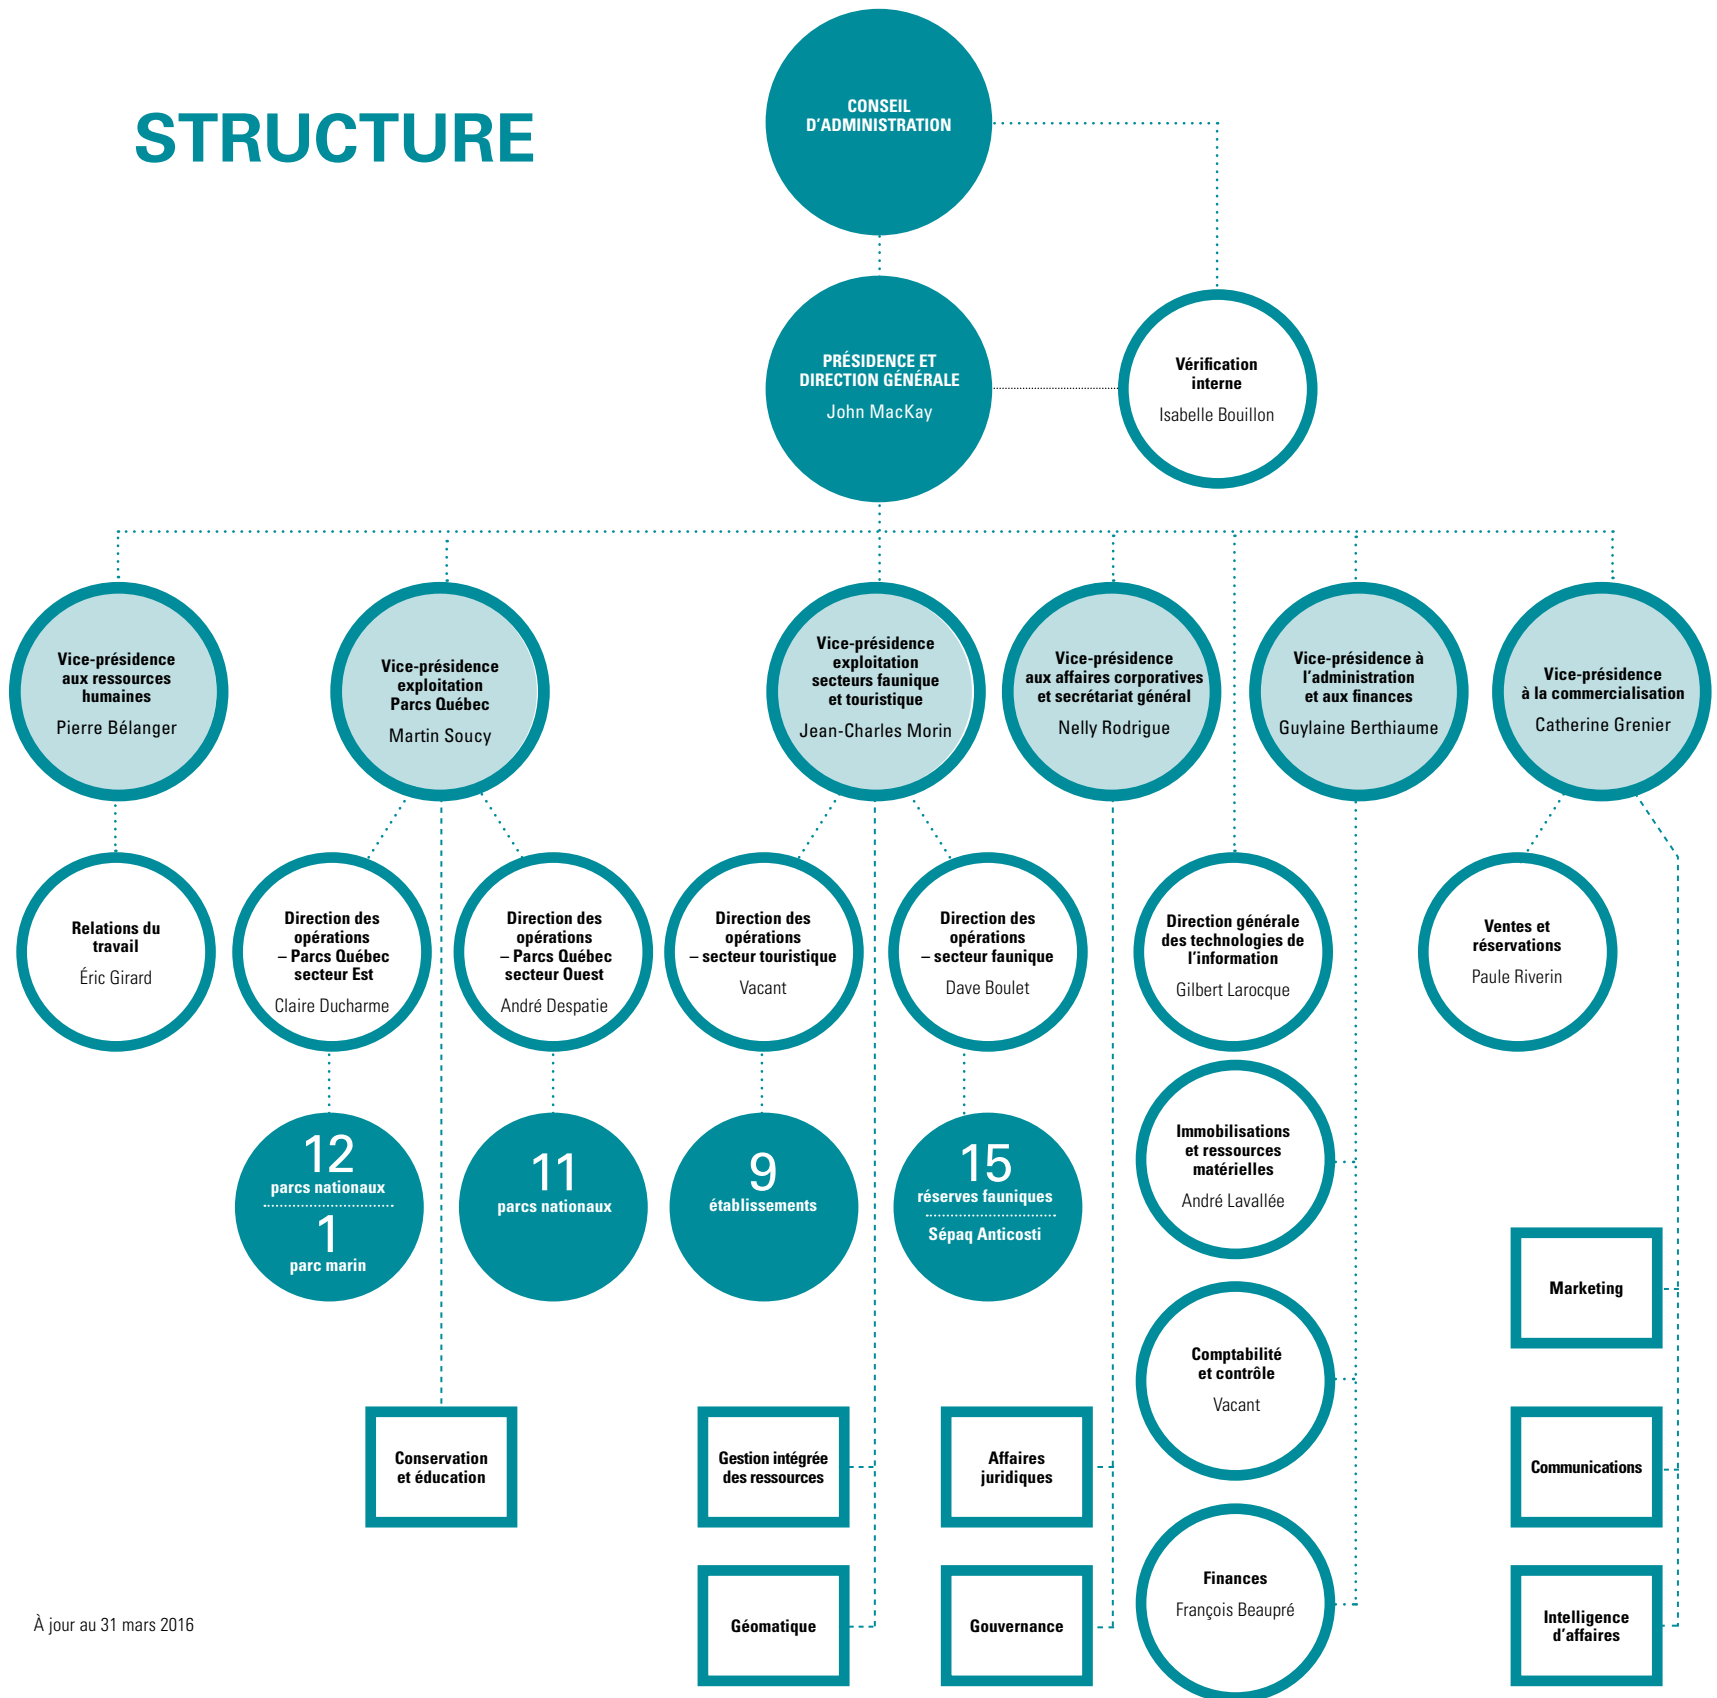 STRUCTURE
CONSEIL
D'ADMINISTRATION
PRÉSIDENCE ET
DIRECTION GÉNÉRALE
John MacKay
Vérification
interne
Isabelle Bouillon
Vice-présidence
aux ressources
humaines
Pierre Bélanger
Vice-présidence
exploitation
Parcs Québec
Martin Soucy
Vice-présidence
exploitation
secteurs faunique
et touristique
Jean-Charles Morin
Vice-présidence
aux affaires corporatives
et secrétariat général
Nelly Rodrigue
Vice-présidence à
l'administration
et aux finances
Guylaine Berthiaume
Vice-présidence
à la commercialisation
Catherine Grenier
Relations du
travail
Éric Girard
Direction des
opérations
– Parcs Québec
secteur Est
Claire Ducharme
Direction des
opérations
– Parcs Québec
secteur Ouest
André Despatie
Direction des
opérations
– secteur touristique
Vacant
Direction des
opérations
– secteur faunique
Dave Boulet
Direction générale
des technologies de
l'information
Gilbert Larocque
Ventes et
réservations
Paule Riverin
12
parcs nationaux
1
parc marin
11
parcs nationaux
9
établissements
15
réserves fauniques
Sépaq Anticosti
Immobilisations
et ressources
matérielles
André Lavallée
Marketing
Comptabilité
et contrôle
Vacant
Conservation
et éducation
Gestion intégrée
des ressources
Affaires
juridiques
Communications
Finances
François Beaupré
Géomatique
Gouvernance
Intelligence
d'affaires
À jour au 31 mars 2016